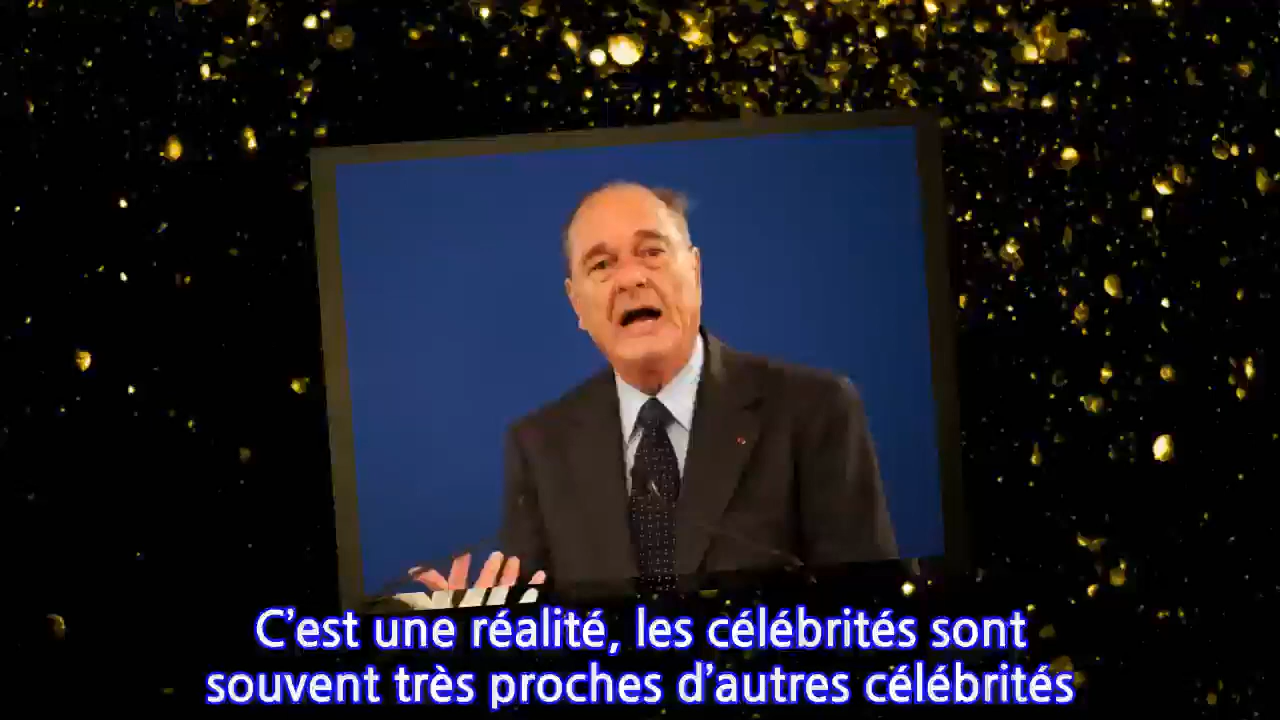 C’est une réalité, les célébrités sont
souvent très proches d’autres célébrités